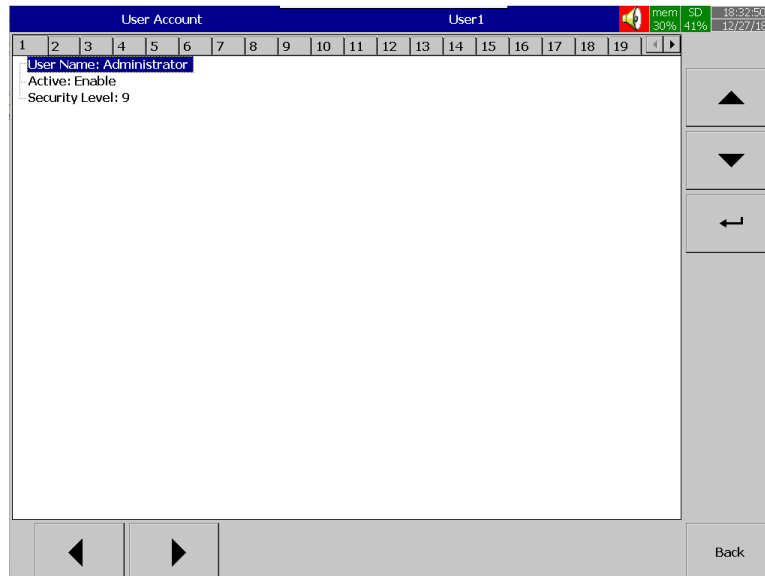 User Account User1 mem SD 18:32:50
30% 41% 12/27/18
1 2 3 4 5 6 7 8 9 10 11 12 13 14 15 16 17 18 19
User Name: Administrator
Active: Enable
Security Level: 9
Back